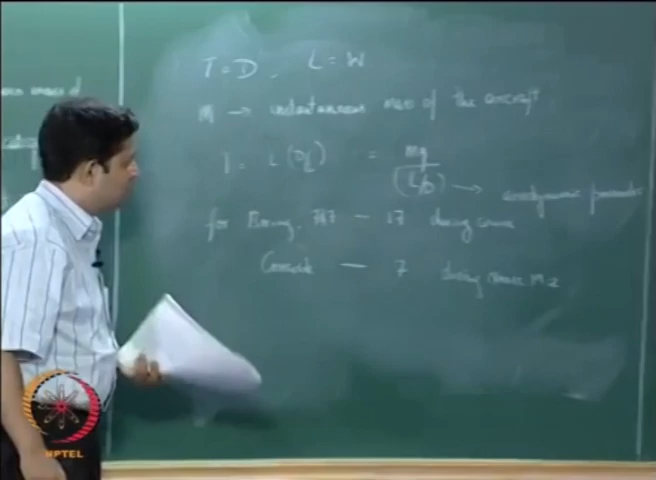 T = D, L = W
M → instantaneous mass of the aircraft
T = L (D/L) = mg / (L/D) → aerodynamic parameter
for Boeing 747 — 17 during cruise
Concorde — 7 during cruise M=2
NPTEL